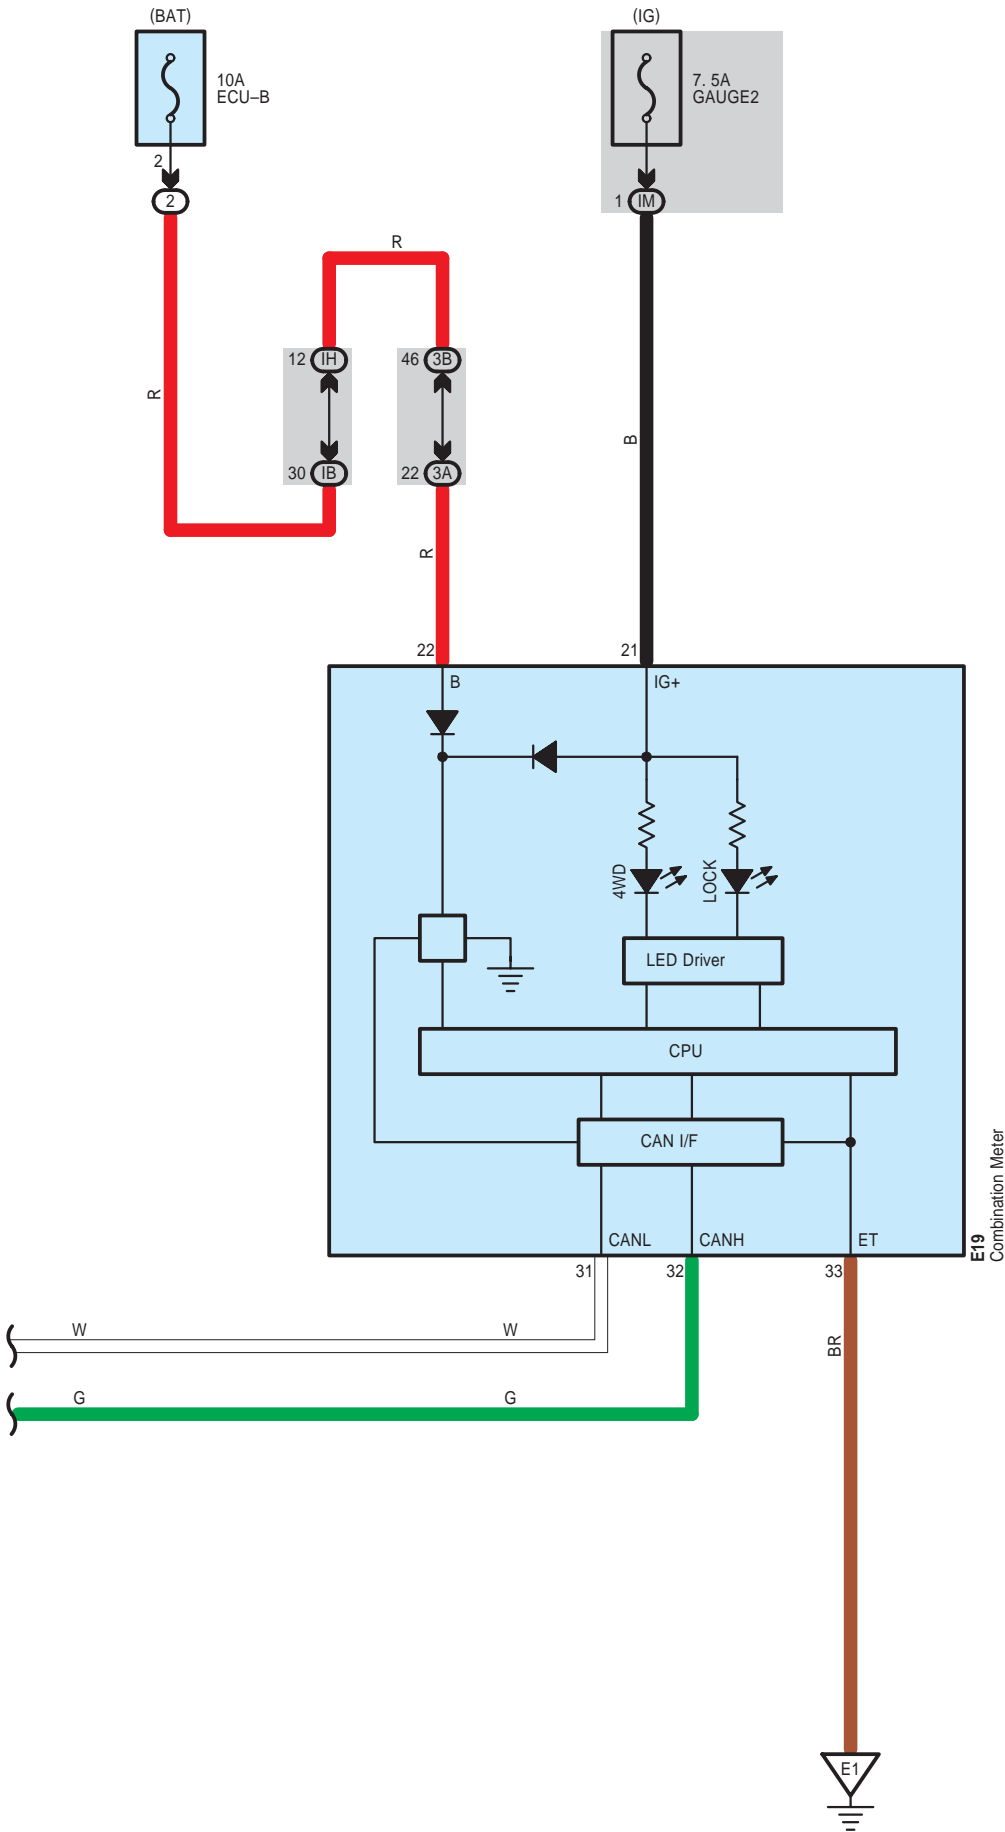 (BAT)
(IG)
10A
ECU–B
7. 5A
GAUGE2
2
2
1
IM
R
12
IH
46
3B
R
B
30
IB
22
3A
R
22
21
B
IG+
4WD
LOCK
LED Driver
CPU
CAN I/F
CANL
CANH
ET
E19
Combination Meter
31
32
33
W
W
BR
G
G
E1